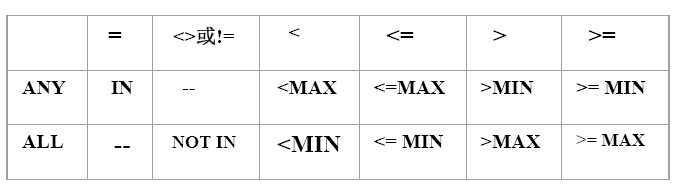 = <>或!= < <= > >=
ANY IN -- <MAX <=MAX >MIN >= MIN
ALL -- NOT IN <MIN <= MIN >MAX >= MAX